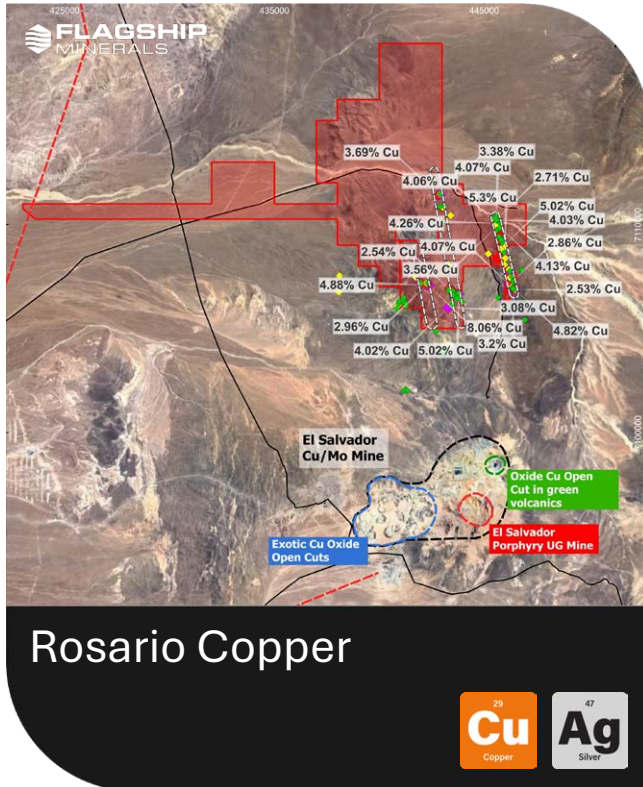 425000
435000
445000
FLAGSHIP
MINERALS
3.69% Cu
3.38% Cu
4.07% Cu
2.71% Cu
4.06% Cu
5.3% Cu
5.02% Cu
4.26% Cu
4.03% Cu
2.54% Cu
4.07% Cu
2.86% Cu
3.56% Cu
4.13% Cu
4.88% Cu
2.53% Cu
3.08% Cu
2.96% Cu
8.06% Cu
4.82% Cu
4.02% Cu
5.02% Cu
3.2% Cu
El Salvador
Cu/Mo Mine
Oxide Cu Open
Cut in green
volcanics
Exotic Cu Oxide
Open Cuts
El Salvador
Porphyry UG Mine
Rosario Copper
29
Cu
Copper
47
Ag
Silver